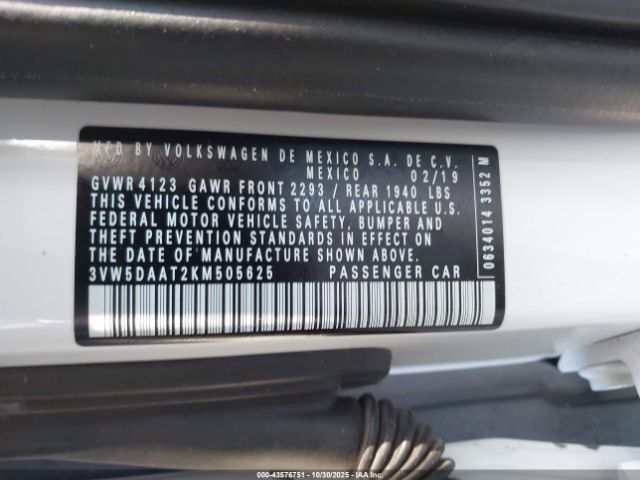 MFD BY VOLKSWAGEN DE MEXICO S.A. DE C.V.
MEXICO 02/19
GVWR 4123 GAWR FRONT 2293 / REAR 1940 LBS
THIS VEHICLE CONFORMS TO ALL APPLICABLE U.S.
FEDERAL MOTOR VEHICLE SAFETY, BUMPER AND
THEFT PREVENTION STANDARDS IN EFFECT ON
THE DATE OF MANUFACTURE SHOWN ABOVE.
3VW5DAAT2KM505625 PASSENGER CAR
0634014 3352 M
000-43576751 | 10/30/2025 | IAAI.COM